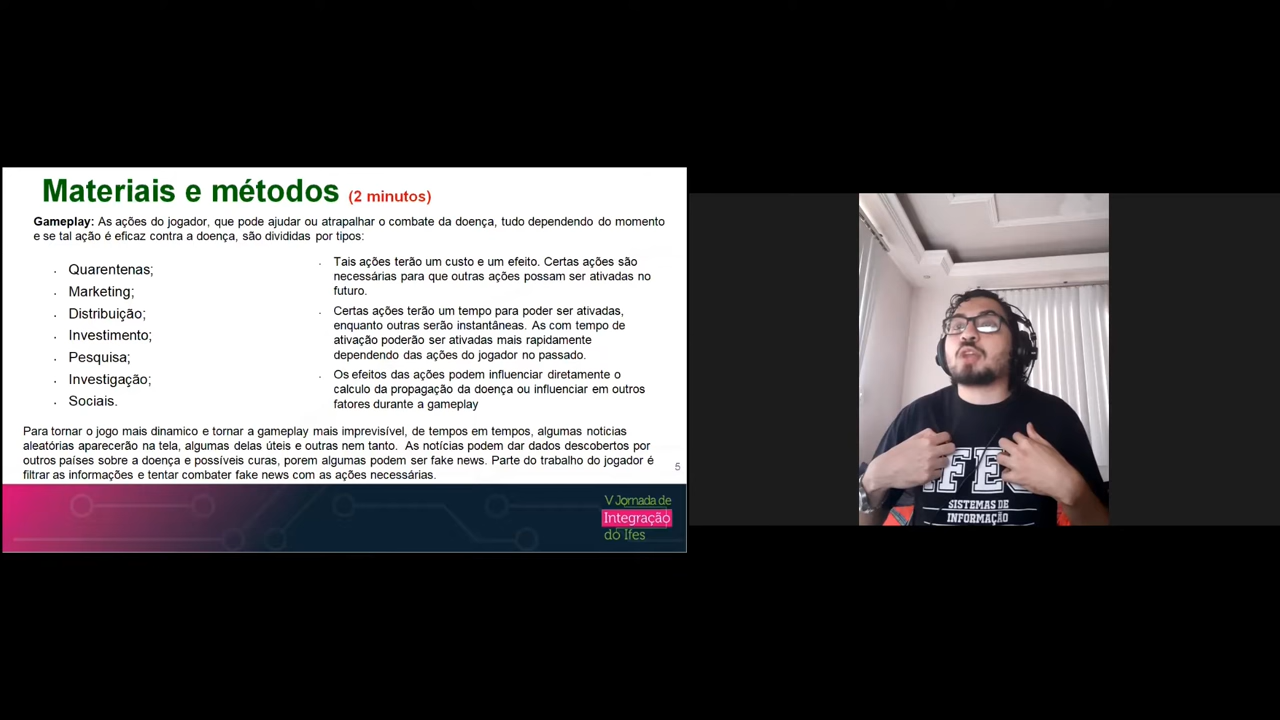 Materiais e métodos (2 minutos)
Gameplay: As ações do jogador, que pode ajudar ou atrapalhar o combate da doença, tudo dependendo do momento
e se tal ação é eficaz contra a doença, são divididas por tipos:
Quarentenas;
Marketing;
Distribuição;
Investimento;
Pesquisa;
Investigação;
Sociais.
Tais ações terão um custo e um efeito. Certas ações são
necessárias para que outras ações possam ser ativadas no
futuro.
Certas ações terão um tempo para poder ser ativadas,
enquanto outras serão instantâneas. As com tempo de
ativação poderão ser ativadas mais rapidamente
dependendo das ações do jogador no passado.
Os efeitos das ações podem influenciar diretamente o
calculo da propagação da doença ou influenciar em outros
fatores durante a gameplay
Para tornar o jogo mais dinamico e tornar a gameplay mais imprevisível, de tempos em tempos, algumas noticias
aleatórias aparecerão na tela, algumas delas úteis e outras nem tanto. As notícias podem dar dados descobertos por
outros países sobre a doença e possíveis curas, porem algumas podem ser fake news. Parte do trabalho do jogador é
filtrar as informações e tentar combater fake news com as ações necessárias.
5
V Jornada de
Integração
do Ifes
SISTEMAS DE
INFORMAÇÃO